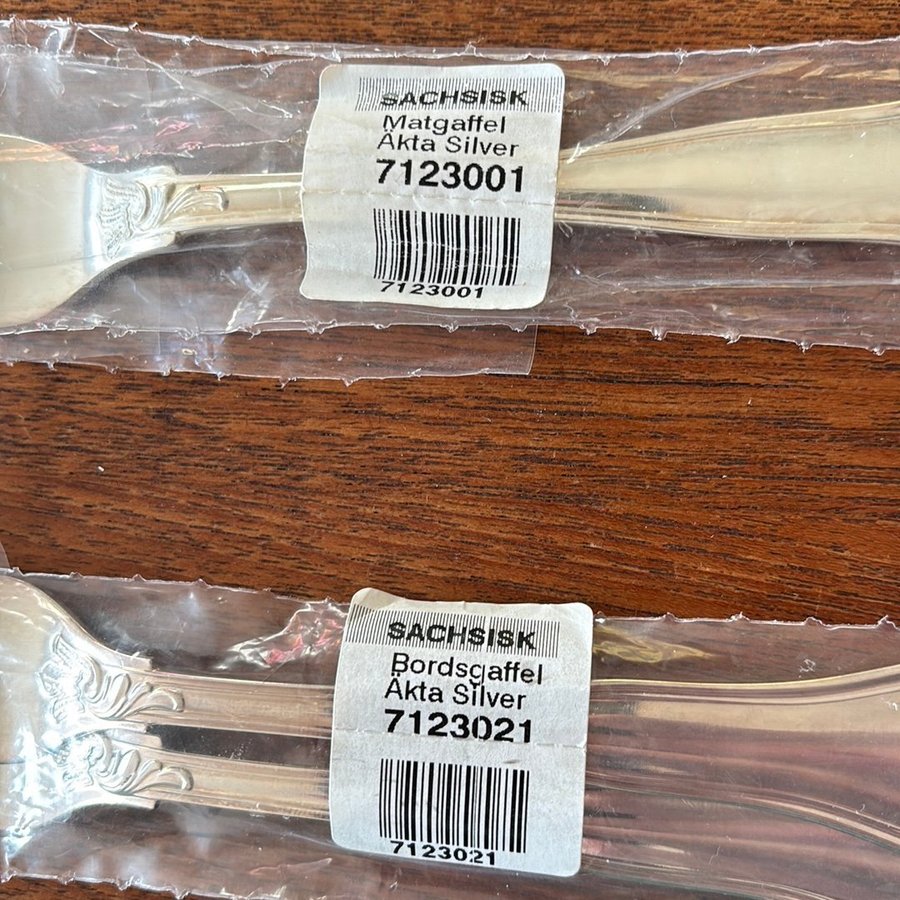 SACHSISK
Matgaffel
Äkta Silver
7123001
7123001
SACHSISK
Bordsgaffel
Äkta Silver
7123021
7123021